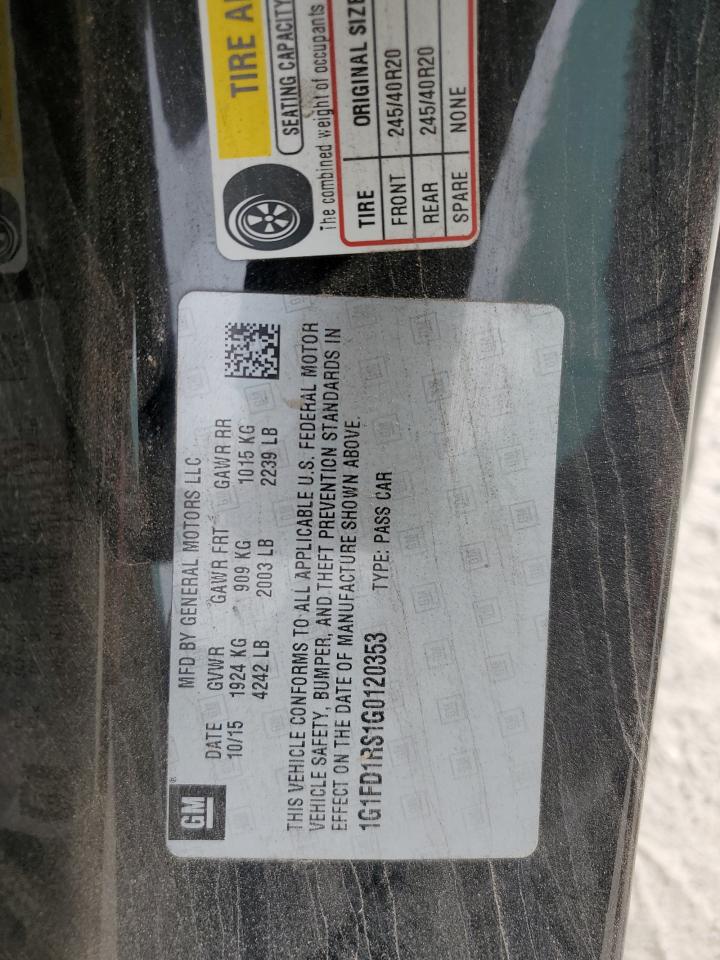 GM
®
MFD BY GENERAL MOTORS LLC
DATE GVWR GAWR FRT GAWR RR
10/15 1924 KG 909 KG 1015 KG
4242 LB 2003 LB 2239 LB
THIS VEHICLE CONFORMS TO ALL APPLICABLE U.S. FEDERAL MOTOR
VEHICLE SAFETY, BUMPER, AND THEFT PREVENTION STANDARDS IN
EFFECT ON THE DATE OF MANUFACTURE SHOWN ABOVE.
1G1FD1RS1G0120353 TYPE: PASS CAR
TIRE
SEATING CAPACITY
The combined weight of occupants
TIRE ORIGINAL SIZE
FRONT 245/40R20
REAR 245/40R20
SPARE NONE